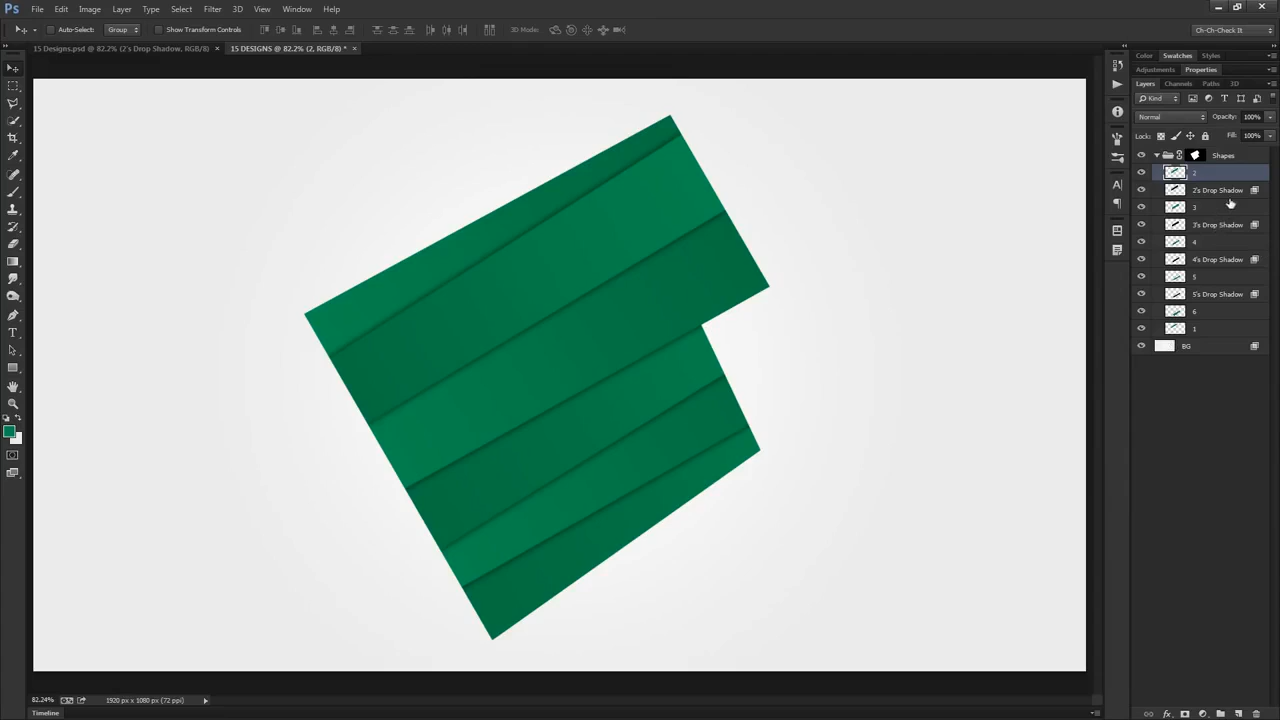 Ps File Edit Image Layer Type Select Filter 3D View Window Help
Auto-Select: Group Show Transform Controls 3D Mode: Ch-Ch-Check It
15 Designs.psd @ 82.2% (2's Drop Shadow, RGB/8) × 15 DESIGNS @ 82.2% (2, RGB/8) * ×
Color Swatches Styles
Adjustments Properties
Layers Channels Paths 3D
Kind
Normal Opacity: 100%
Lock: Fill: 100%
Shapes
2
2's Drop Shadow
3
3's Drop Shadow
4
4's Drop Shadow
5
5's Drop Shadow
6
1
BG
82.24% 1920 px x 1080 px (72 ppi)
Timeline